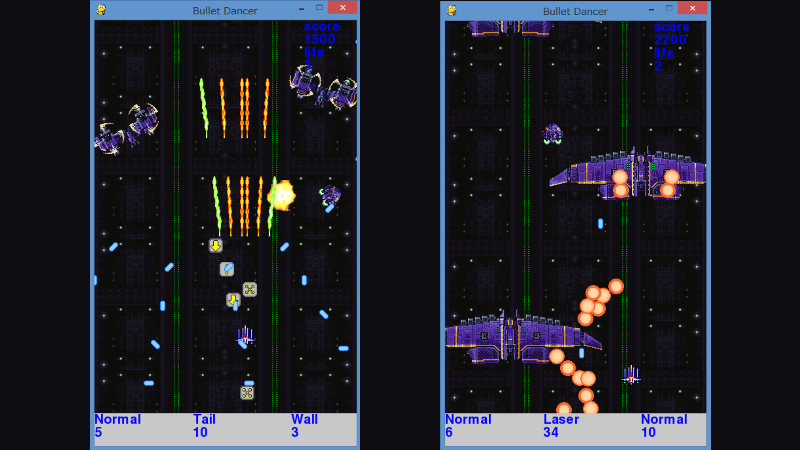 Bullet Dancer
score
1500
life
Normal Tail Wall
5 10 3
Bullet Dancer
score
2200
life
2
Normal Laser Normal
6 34 10